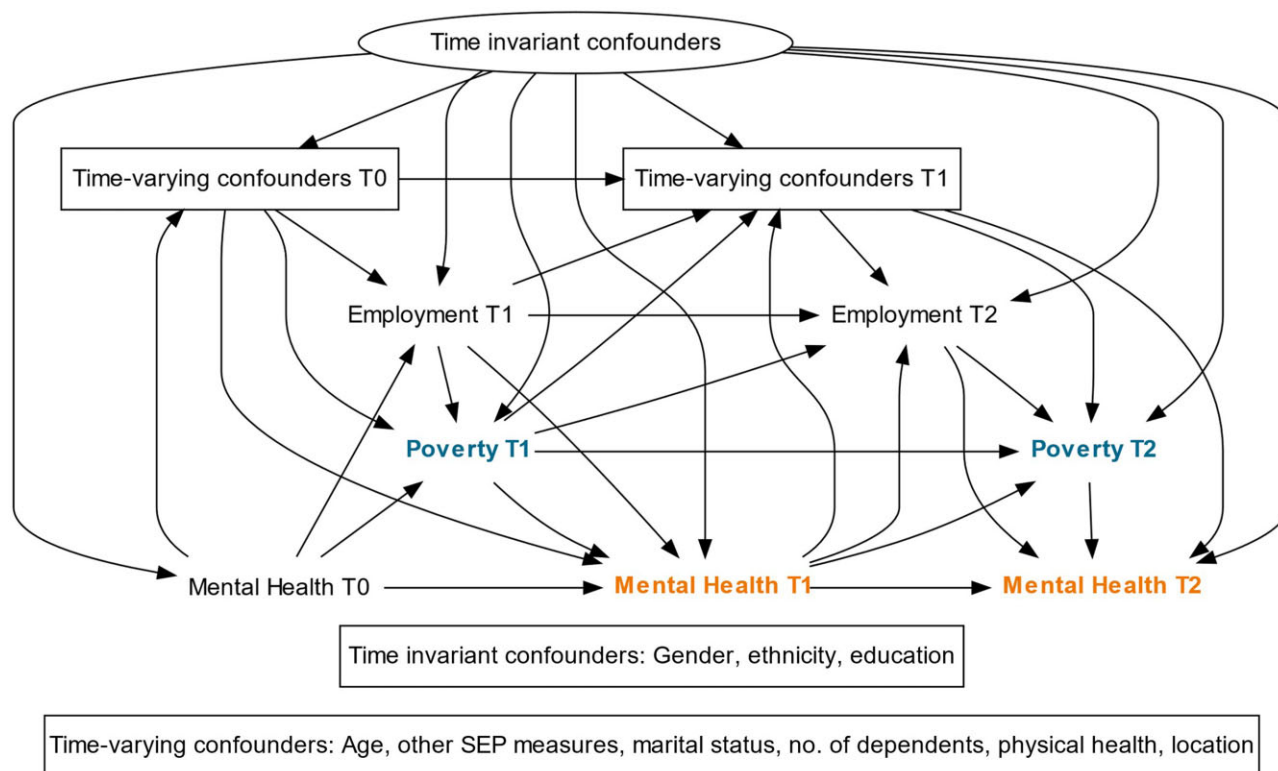 Time invariant confounders
Time-varying confounders T0
Time-varying confounders T1
Employment T1
Employment T2
Poverty T1
Poverty T2
Mental Health T0
Mental Health T1
Mental Health T2
Time invariant confounders: Gender, ethnicity, education
Time-varying confounders: Age, other SEP measures, marital status, no. of dependents, physical health, location